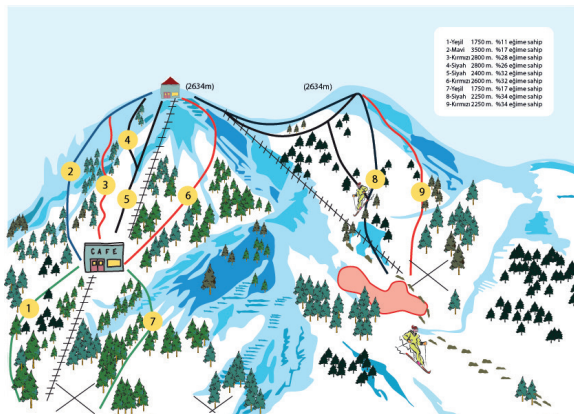 1-Yeşil 1750 m. %11 eğime sahip
2-Mavi 3500 m. %17 eğime sahip
3-Kırmızı 2800 m. %28 eğime sahip
4-Siyah 2800 m. %26 eğime sahip
5-Siyah 2400 m. %32 eğime sahip
6-Kırmızı 2600 m. %32 eğime sahip
7-Yeşil 1750 m. %17 eğime sahip
8-Siyah 2250 m. %34 eğime sahip
9-Kırmızı 2250 m. %34 eğime sahip
(2634m)
(2634m)
4
2
3
5
6
8
9
CAFE
1
7